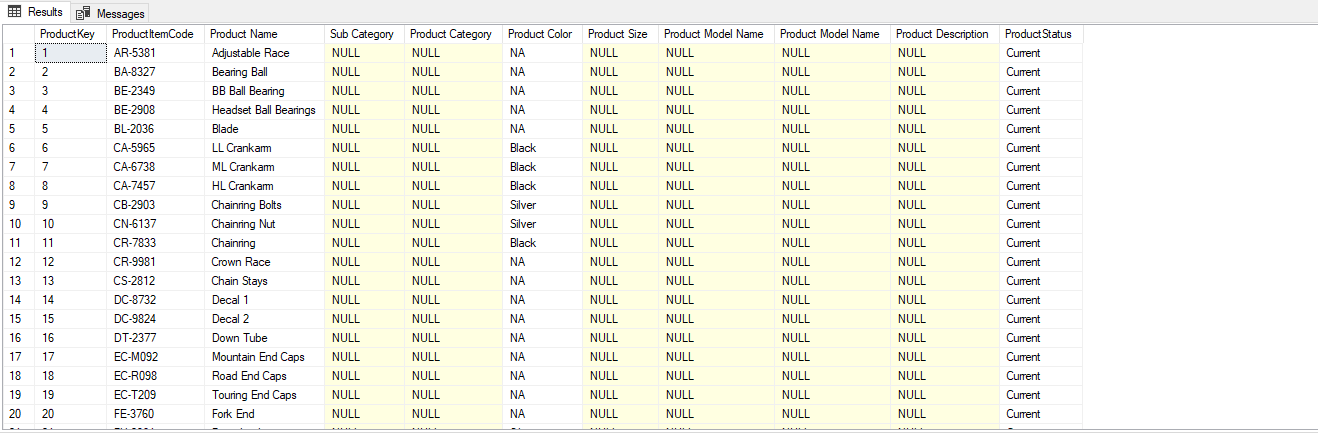 Results Messages
ProductKey ProductItemCode Product Name Sub Category Product Category Product Color Product Size Product Model Name Product Model Name Product Description ProductStatus
1 1 AR-5381 Adjustable Race NULL NULL NA NULL NULL NULL NULL Current
2 2 BA-8327 Bearing Ball NULL NULL NA NULL NULL NULL NULL Current
3 3 BE-2349 BB Ball Bearing NULL NULL NA NULL NULL NULL NULL Current
4 4 BE-2908 Headset Ball Bearings NULL NULL NA NULL NULL NULL NULL Current
5 5 BL-2036 Blade NULL NULL NA NULL NULL NULL NULL Current
6 6 CA-5965 LL Crankarm NULL NULL Black NULL NULL NULL NULL Current
7 7 CA-6738 ML Crankarm NULL NULL Black NULL NULL NULL NULL Current
8 8 CA-7457 HL Crankarm NULL NULL Black NULL NULL NULL NULL Current
9 9 CB-2903 Chainring Bolts NULL NULL Silver NULL NULL NULL NULL Current
10 10 CN-6137 Chainring Nut NULL NULL Silver NULL NULL NULL NULL Current
11 11 CR-7833 Chainring NULL NULL Black NULL NULL NULL NULL Current
12 12 CR-9981 Crown Race NULL NULL NA NULL NULL NULL NULL Current
13 13 CS-2812 Chain Stays NULL NULL NA NULL NULL NULL NULL Current
14 14 DC-8732 Decal 1 NULL NULL NA NULL NULL NULL NULL Current
15 15 DC-9824 Decal 2 NULL NULL NA NULL NULL NULL NULL Current
16 16 DT-2377 Down Tube NULL NULL NA NULL NULL NULL NULL Current
17 17 EC-M092 Mountain End Caps NULL NULL NA NULL NULL NULL NULL Current
18 18 EC-R098 Road End Caps NULL NULL NA NULL NULL NULL NULL Current
19 19 EC-T209 Touring End Caps NULL NULL NA NULL NULL NULL NULL Current
20 20 FE-3760 Fork End NULL NULL NA NULL NULL NULL NULL Current